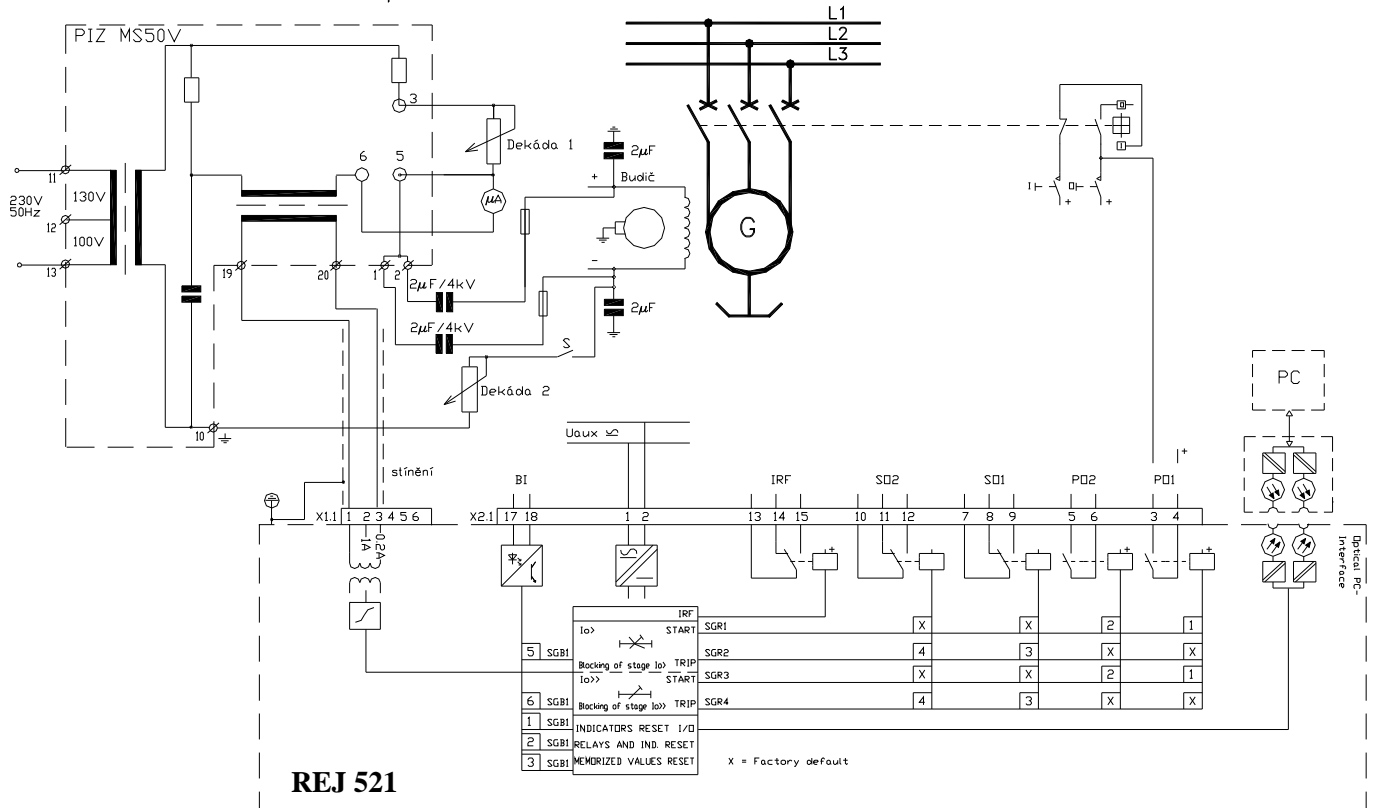 PIZ MS50V
L1
L2
L3
3
Dekáda 1
2µF
6
5
+ Budič
11
130V
230V
50Hz
µA
G
12
100V
13
19
20
1
2
−
2µF/4kV
2µF
2µF/4kV
S
Dekáda 2
I
O
+ +
O
I
PC
10
Uaux
stínění
+
BI
IRF
SO2
SO1
PO2
PO1
X1.1 1 2 3 4 5 6
X2.1 17 18 1 2 13 14 15 10 11 12 7 8 9 5 6 3 4
1A
0.2A
+ + +
Optical PC-
Interface
IRF
Io> START SGR1 X X 2 1
5 SGB1 Blocking of stage Io> TRIP SGR2 4 3 X X
Io>> START SGR3 X X 2 1
6 SGB1 Blocking of stage Io>> TRIP SGR4 4 3 X X
1 SGB1 INDICATORS RESET I/O
2 SGB1 RELAYS AND IND. RESET
3 SGB1 MEMORIZED VALUES RESET
X = Factory default
REJ 521